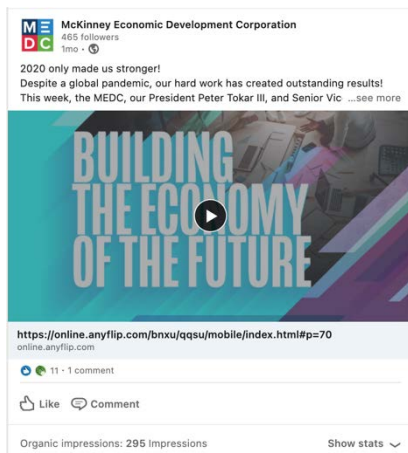 ME
DC
McKinney Economic Development Corporation
465 followers
1mo •
2020 only made us stronger!
Despite a global pandemic, our hard work has created outstanding results!
This week, the MEDC, our President Peter Tokar III, and Senior Vic ...see more
BUILDING
THE ECONOMY
OF THE FUTURE
https://online.anyflip.com/bnxu/qqsu/mobile/index.html#p=70
online.anyflip.com
11 • 1 comment
Like Comment
Organic impressions: 295 Impressions Show stats